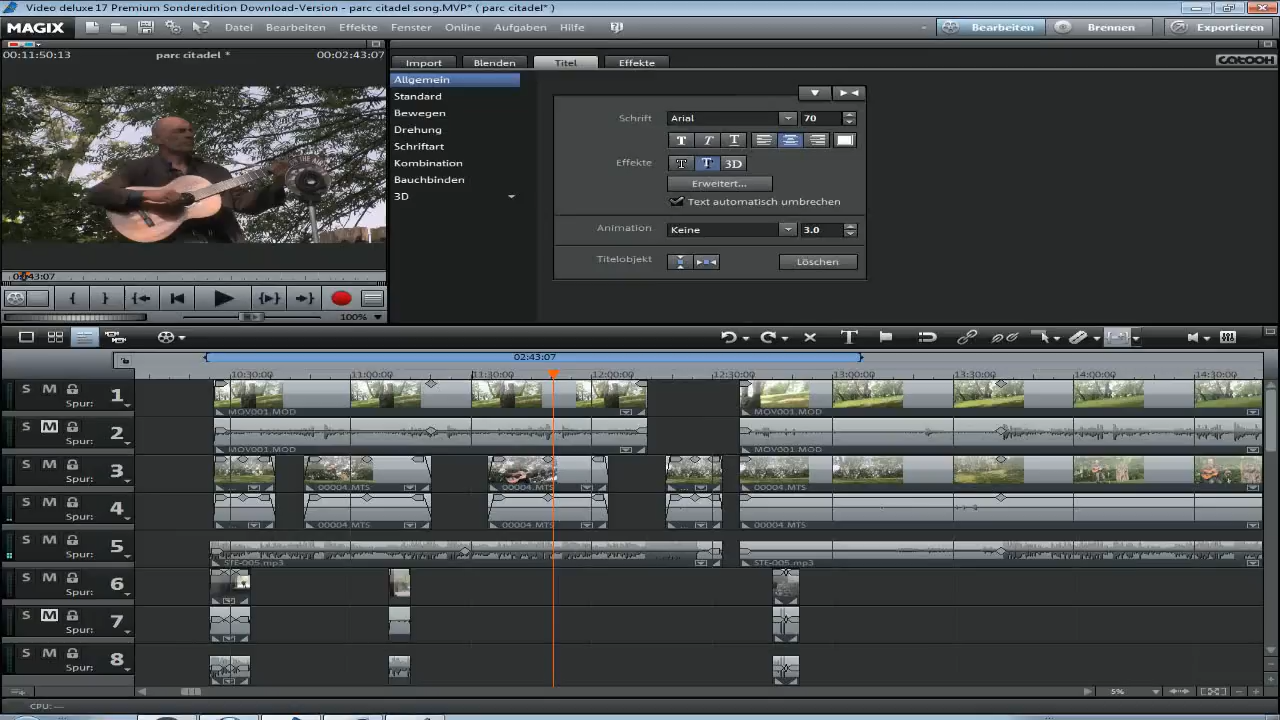 Video deluxe 17 Premium Sonderedition Download-Version - parc citadel song.MVP* ( parc citadel* )
MAGIX Datei Bearbeiten Effekte Fenster Online Aufgaben Hilfe Bearbeiten Brennen Exportieren
00:11:50:13 parc citadel * 00:02:43:07
Import Blenden Titel Effekte CATOOH
Allgemein
Standard
Bewegen
Drehung
Schriftart
Kombination
Bauchbinden
3D
Schrift Arial 70
T T T
Effekte T T 3D
Erweitert...
Text automatisch umbrechen
Animation Keine 3.0
Titelobjekt Löschen
02:43:07
100%
02:43:07
10:30:00 11:00:00 11:30:00 12:00:00 12:30:00 13:00:00 13:30:00 14:00:00 14:30:00
S M Spur: 1
MOV001.MOD MOV001.MOD
S M Spur: 2
MOV001.MOD MOV001.MOD
S M Spur: 3
... 00004.MTS 00004.MTS ... 00004.MTS
S M Spur: 4
... 00004.MTS 00004.MTS ... 00004.MTS
S M Spur: 5
STE-005.mp3 STE-005.mp3
S M Spur: 6
S M Spur: 7
S M Spur: 8
5%
CPU: ---